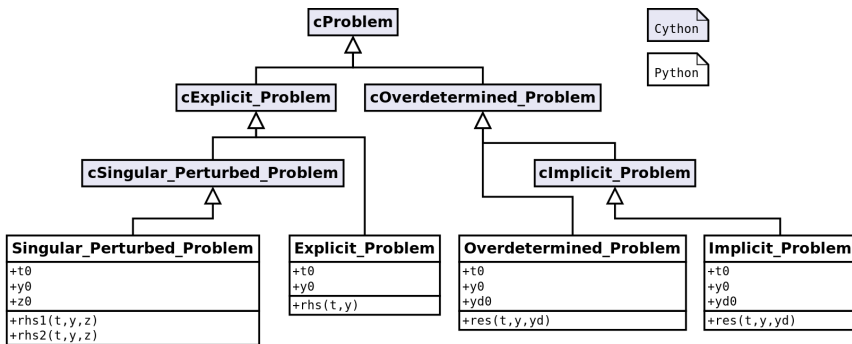 cProblem
Cython
Python
cExplicit_Problem
cOverdetermined_Problem
cSingular_Perturbed_Problem
cImplicit_Problem
Singular_Perturbed_Problem
+t0
+y0
+z0
+rhs1(t,y,z)
+rhs2(t,y,z)
Explicit_Problem
+t0
+y0
+rhs(t,y)
Overdetermined_Problem
+t0
+y0
+yd0
+res(t,y,yd)
Implicit_Problem
+t0
+y0
+yd0
+res(t,y,yd)